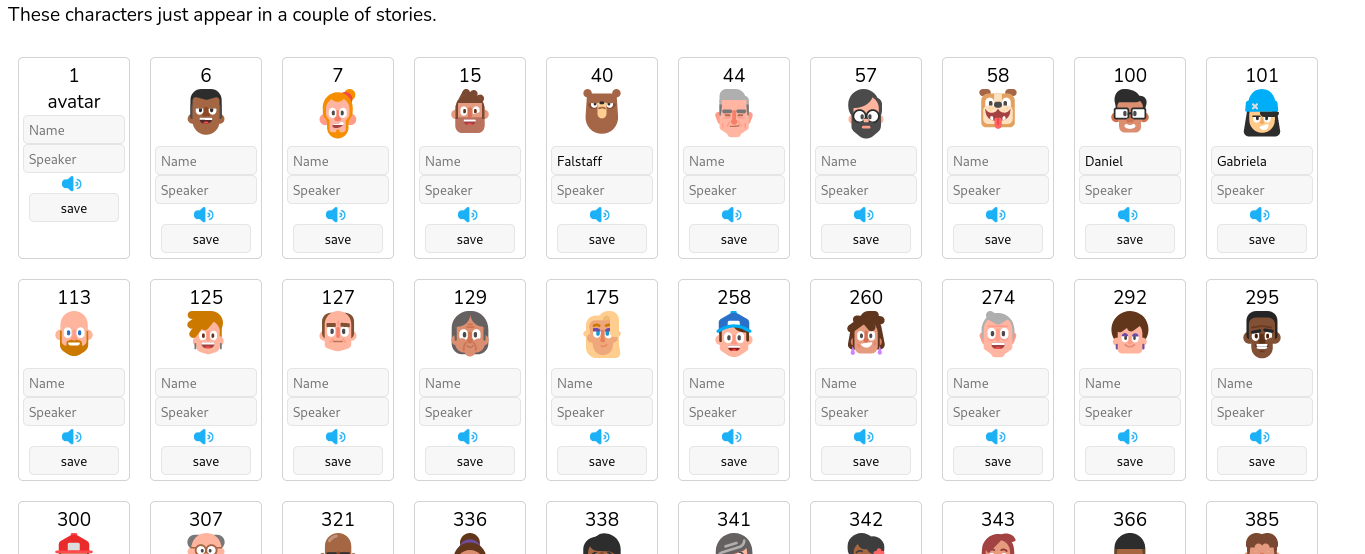 These characters just appear in a couple of stories.
1 6 7 15 40 44 57 58 100 101
avatar
Name
Speaker
save
Name Name Name Falstaff Name Name Name Daniel Gabriela
Speaker Speaker Speaker Speaker Speaker Speaker Speaker Speaker Speaker
save save save save save save save save save
113 125 127 129 175 258 260 274 292 295
Name Name Name Name Name Name Name Name Name Name
Speaker Speaker Speaker Speaker Speaker Speaker Speaker Speaker Speaker Speaker
save save save save save save save save save save
300 307 321 336 338 341 342 343 366 385